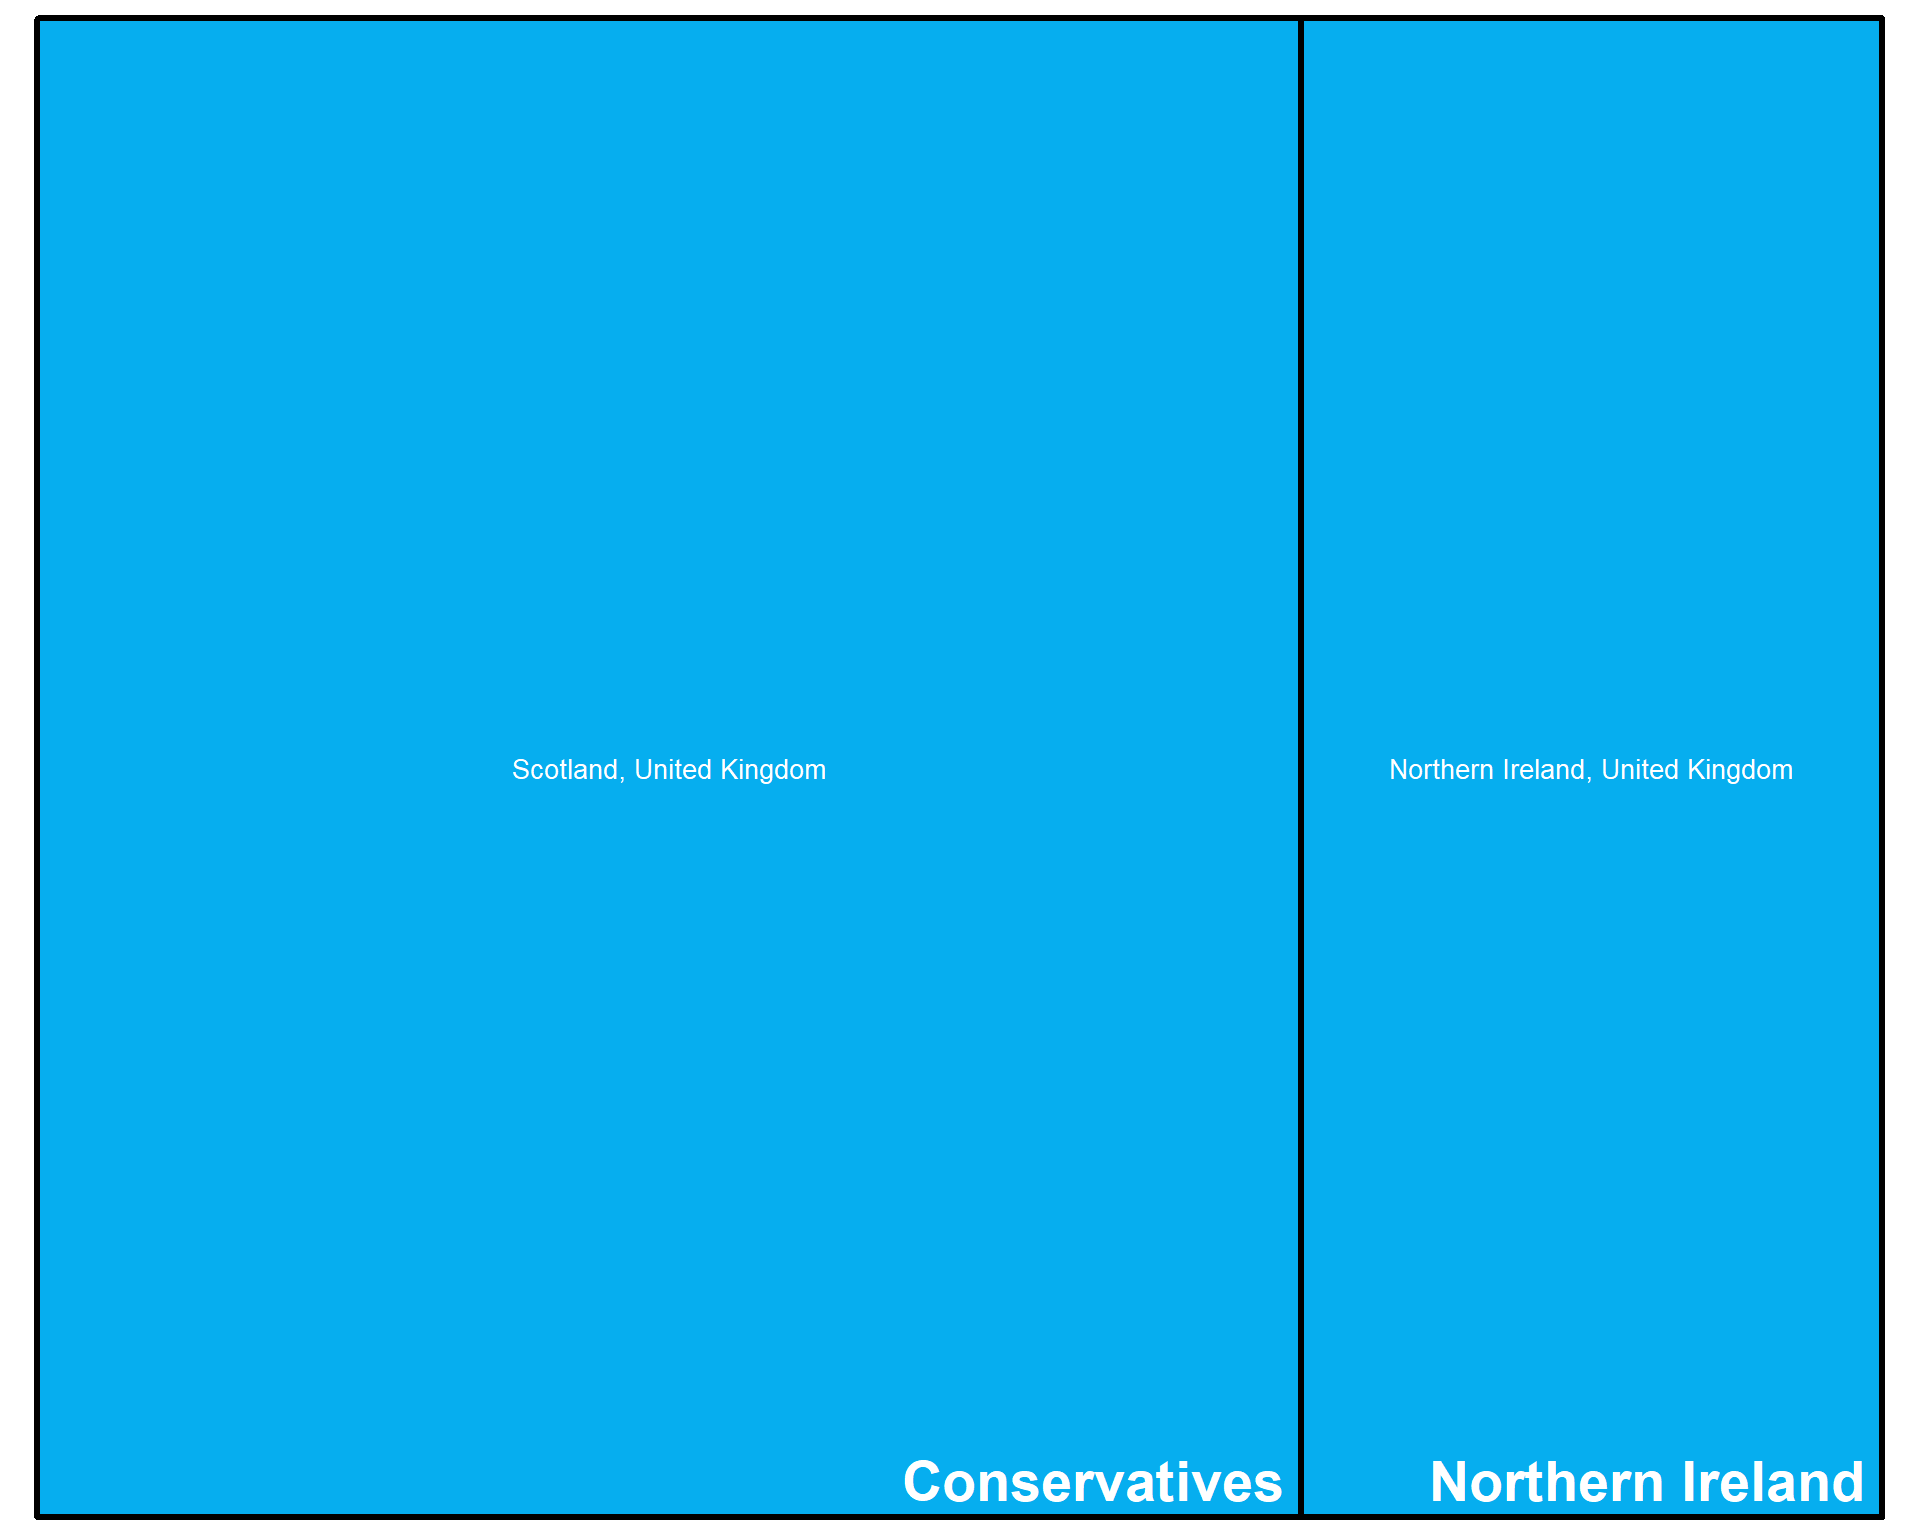 Scotland, United Kingdom
Northern Ireland, United Kingdom
Conservatives
Northern Ireland